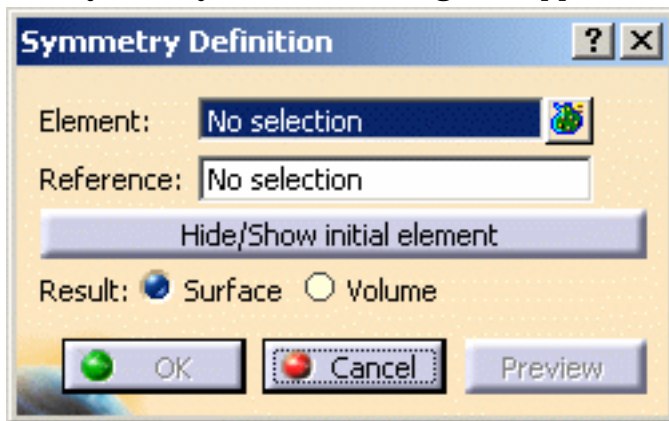 Symmetry Definition
Element: No selection
Reference: No selection
Hide/Show initial element
Result: Surface Volume
OK Cancel Preview